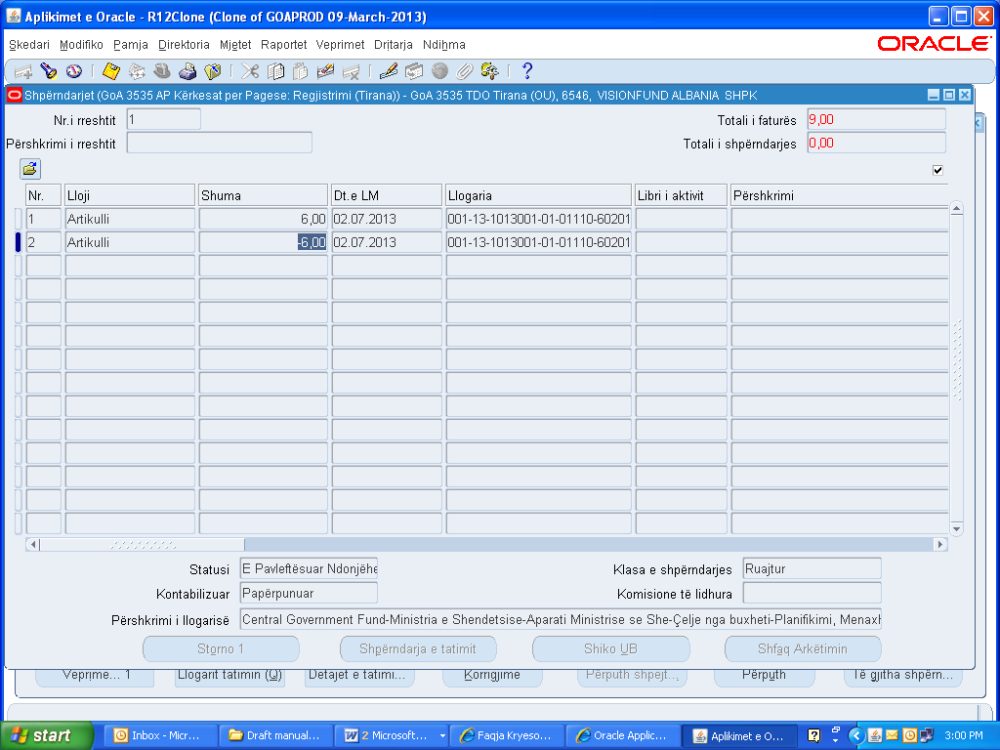 Aplikimet e Oracle - R12Clone (Clone of GOAPROD 09-March-2013)
Skedari Modifiko Pamja Direktoria Mjetet Raportet Veprimet Dritarja Ndihma
ORACLE
Shpërndarjet (GoA 3535 AP Kërkesat per Pagese: Regjistrimi (Tirana)) - GoA 3535 TDO Tirana (OU), 6546, VISIONFUND ALBANIA SHPK
Nr.i rreshtit 1 Totali i faturës 9,00
Përshkrimi i rreshtit Totali i shpërndarjes 0,00
Nr. Lloji Shuma Dt.e LM Llogaria Libri i aktivit Përshkrimi
1 Artikulli 6,00 02.07.2013 001-13-1013001-01-01110-60201
2 Artikulli -6,00 02.07.2013 001-13-1013001-01-01110-60201
Statusi E Pavleftësuar Ndonjëhe Klasa e shpërndarjes Ruajtur
Kontabilizuar Papërpunuar Komisione të lidhura
Përshkrimi i llogarisë Central Government Fund-Ministria e Shendetsise-Aparati Ministrise se She-Çelje nga buxheti-Planifikimi, Menaxh
Storno 1 Shpërndarja e tatimit Shiko UB Shfaq Arkëtimin
Veprime... 1 Llogarit tatimin (Q) Detajet e tatimi... Korrigjime Përputh shpejt... Përputh Të gjitha shpërn...
start Inbox - Micr... Draft manual... 2 Microsoft... Faqja Kryeso... Oracle Applic... Aplikimet e O... 3:00 PM